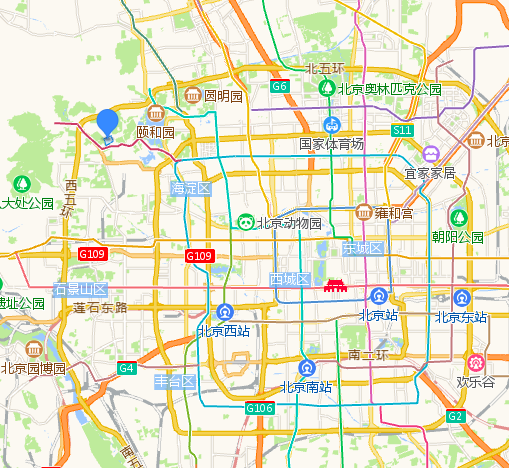 北五环
北京奥林匹克公园
G6
圆明园
颐和园
国家体育场
S11
北京
宜家家居
西五环
海淀区
大处公园
北京动物园
雍和宫
朝阳公园
东城区
G109
G109
西城区
石景山区
遗址公园
莲石东路
北京西站
北京站
北京东站
北京园博园
G4
丰台区
南二环
北京南站
欢乐谷
G106
G2
南五